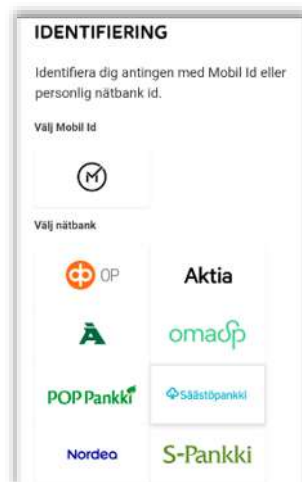 IDENTIFIERING
Identifiera dig antingen med Mobil Id eller
personlig nätbank id.
Välj Mobil Id
M
Välj nätbank
OP
Aktia
Å
omasp
POP Pankki
Säästöpankki
Nordea
S-Pankki